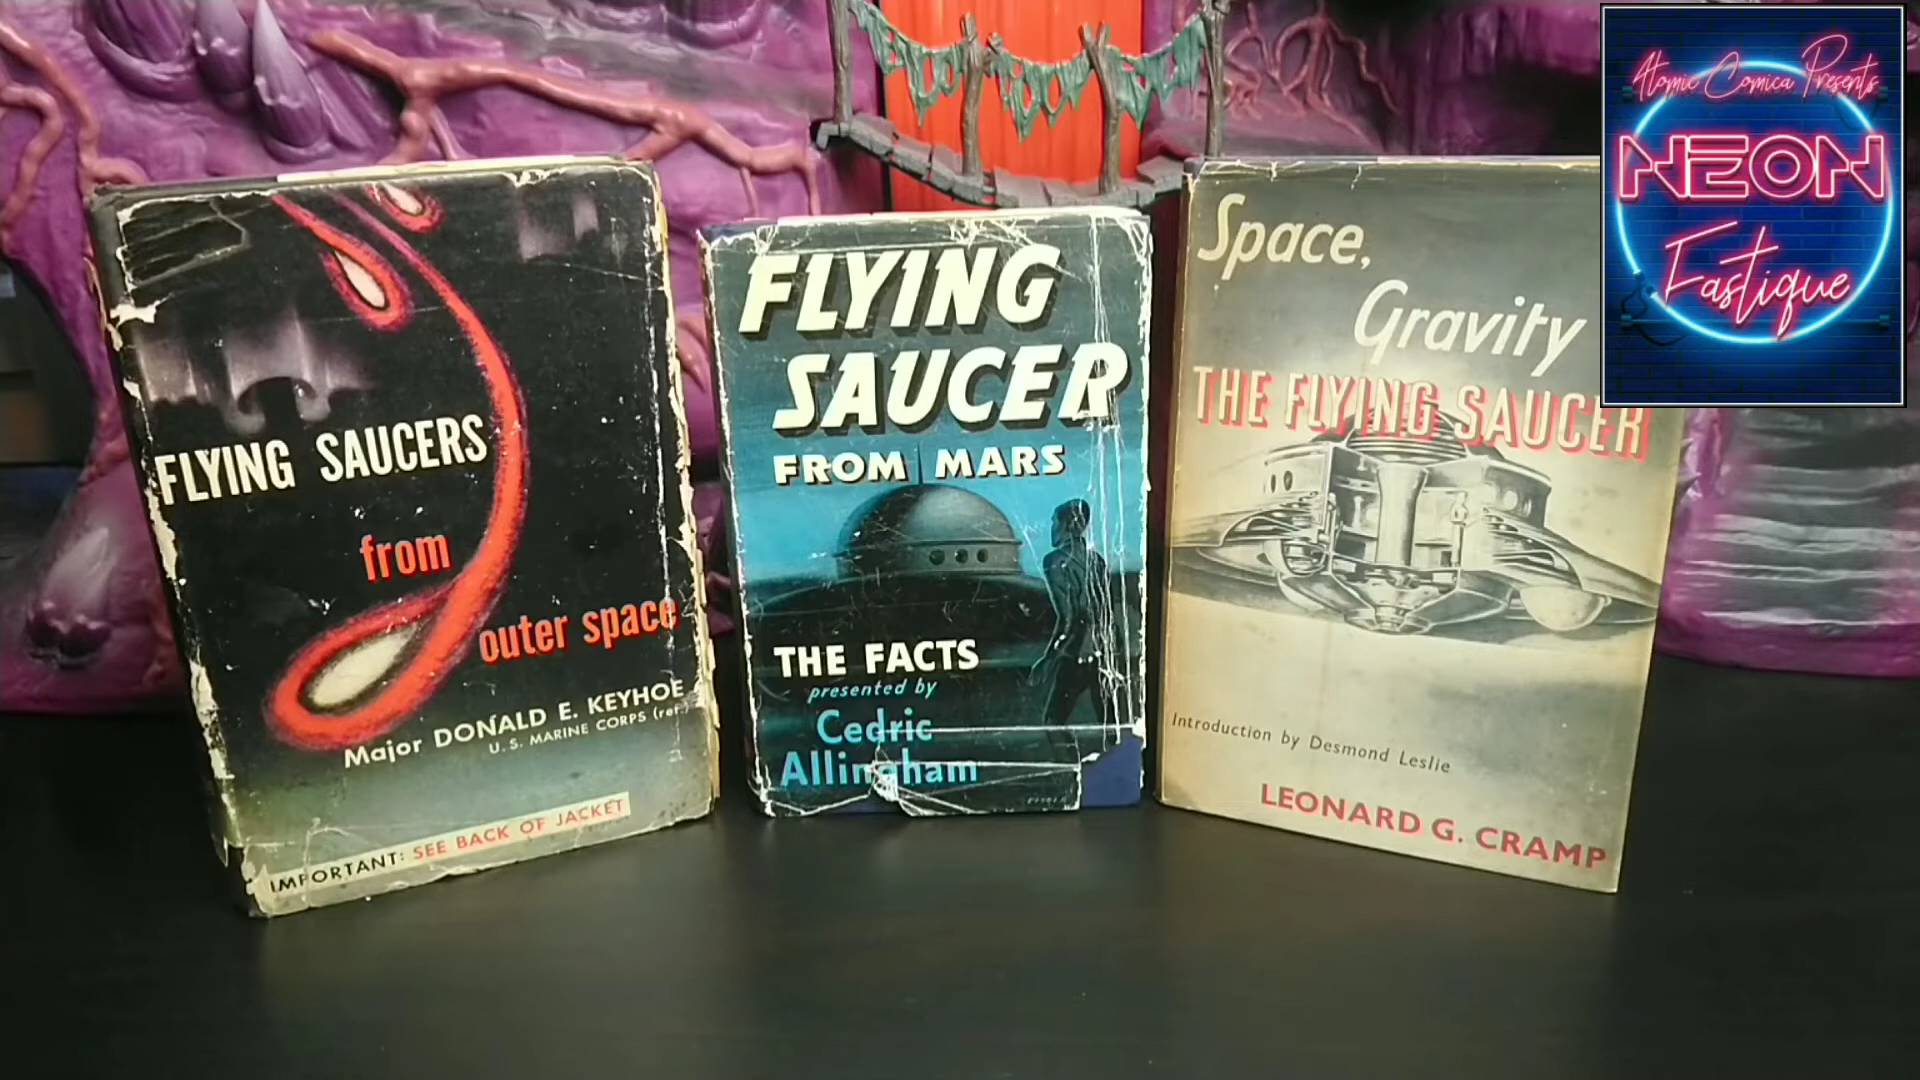 FLYING SAUCERS
from
outer space
Major DONALD E. KEYHOE
U. S. MARINE CORPS (ret.)
IMPORTANT: SEE BACK OF JACKET
FLYING
SAUCER
FROM MARS
THE FACTS
presented by
Cedric
Allingham
Space,
Gravity
THE FLYING SAUCER
Introduction by Desmond Leslie
LEONARD G. CRAMP
Atomic Comica Presents
NEON
Fastique